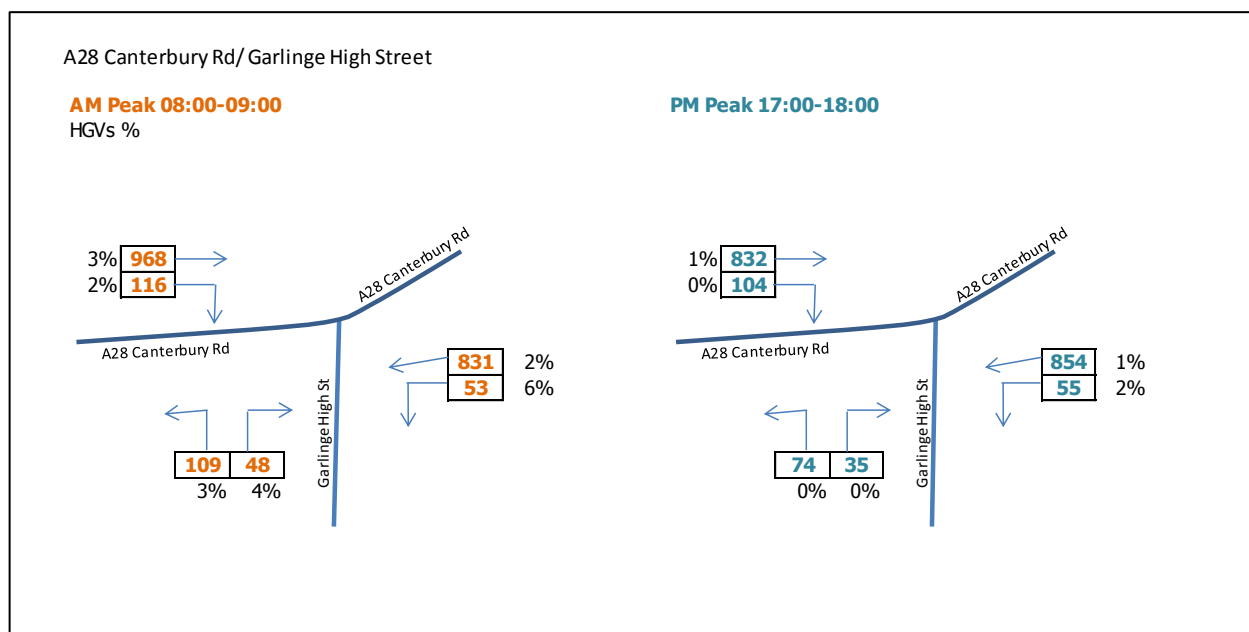 A28 Canterbury Rd/ Garlinge High Street
AM Peak 08:00-09:00
HGVs %
3% 968
2% 116
A28 Canterbury Rd
A28 Canterbury Rd
831 2%
53 6%
Garlinge High St
109 48
3% 4%
PM Peak 17:00-18:00
1% 832
0% 104
A28 Canterbury Rd
A28 Canterbury Rd
854 1%
55 2%
Garlinge High St
74 35
0% 0%